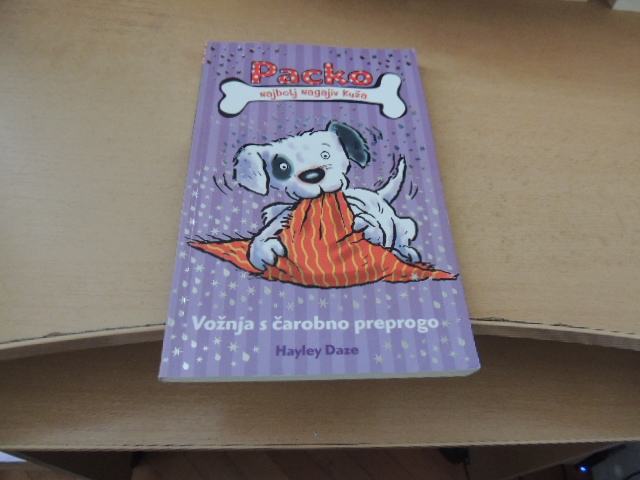 Packo
najbolj nagajiv kuža
Vožnja s čarobno preprogo
Hayley Daze